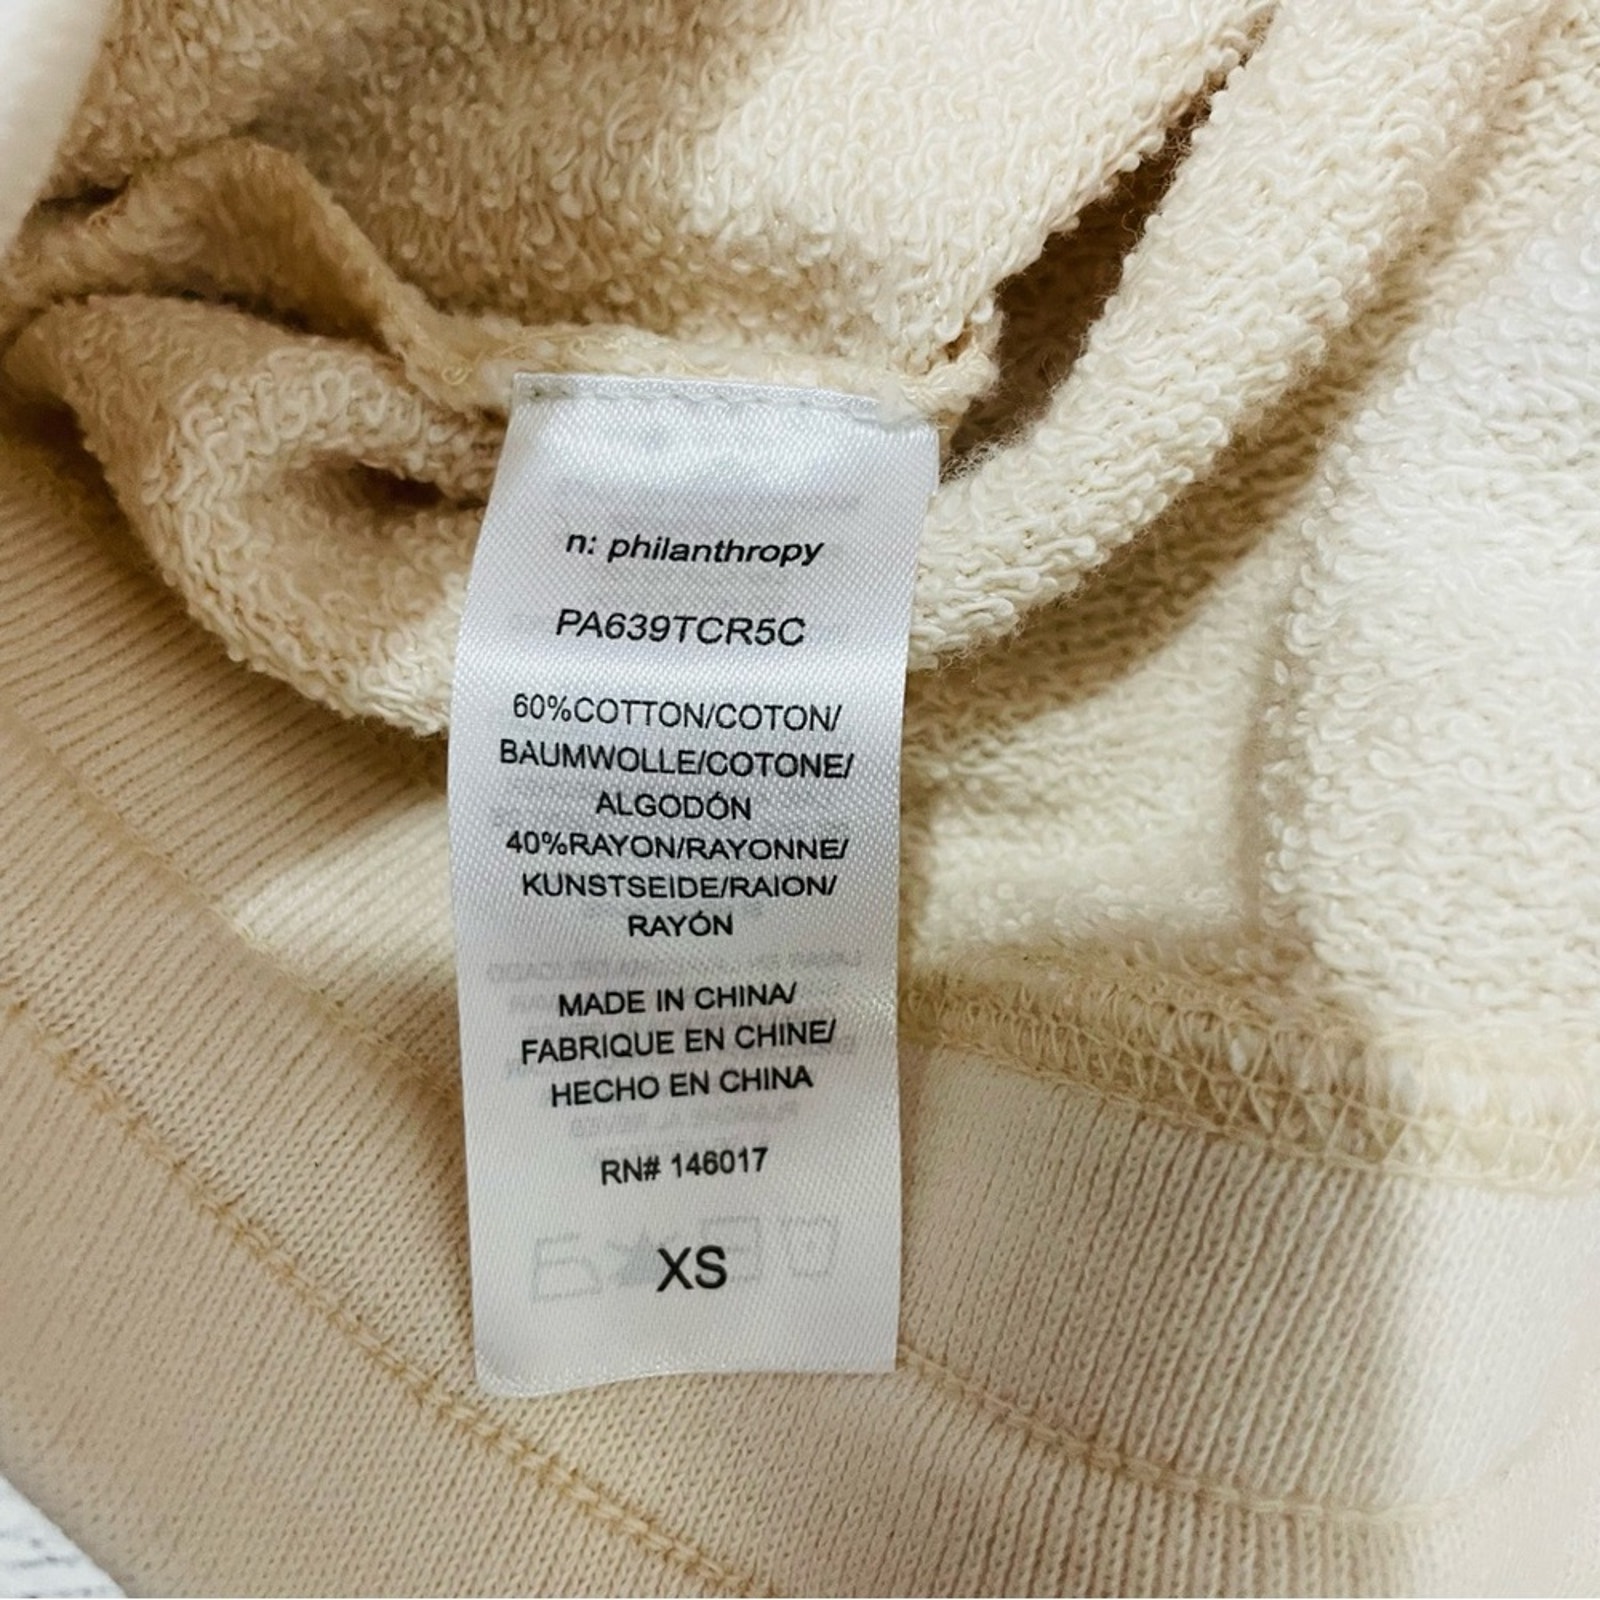 n: philanthropy
PA639TCR5C
60%COTTON/COTON/
BAUMWOLLE/COTONE/
ALGODÓN
40%RAYON/RAYONNE/
KUNSTSEIDE/RAION/
RAYÓN
MADE IN CHINA/
FABRIQUE EN CHINE/
HECHO EN CHINA
RN# 146017
XS